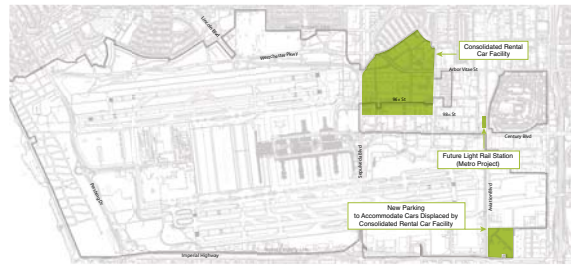 Lincoln Blvd
Westchester Pkwy
Consolidated Rental
Car Facility
Arbor Vitae St
98th St
98th St
Century Blvd
Sepulveda Blvd
Future Light Rail Station
(Metro Project)
Pershing Dr
Aviation Blvd
New Parking
to Accommodate Cars Displaced by
Consolidated Rental Car Facility
Imperial Highway